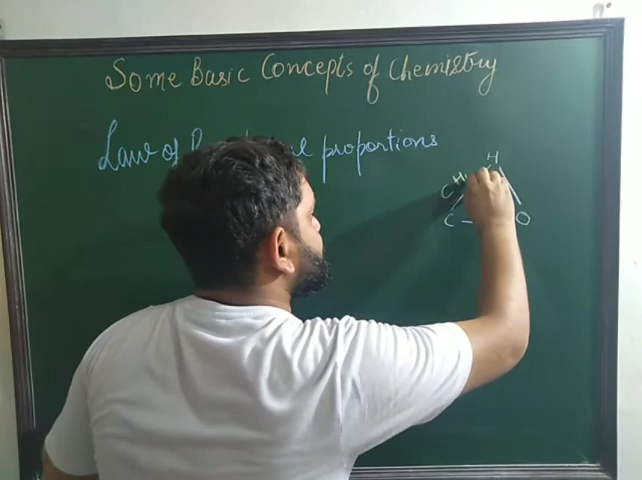 Some Basic Concepts of Chemistry
Law of proportions
H
CH
C - O